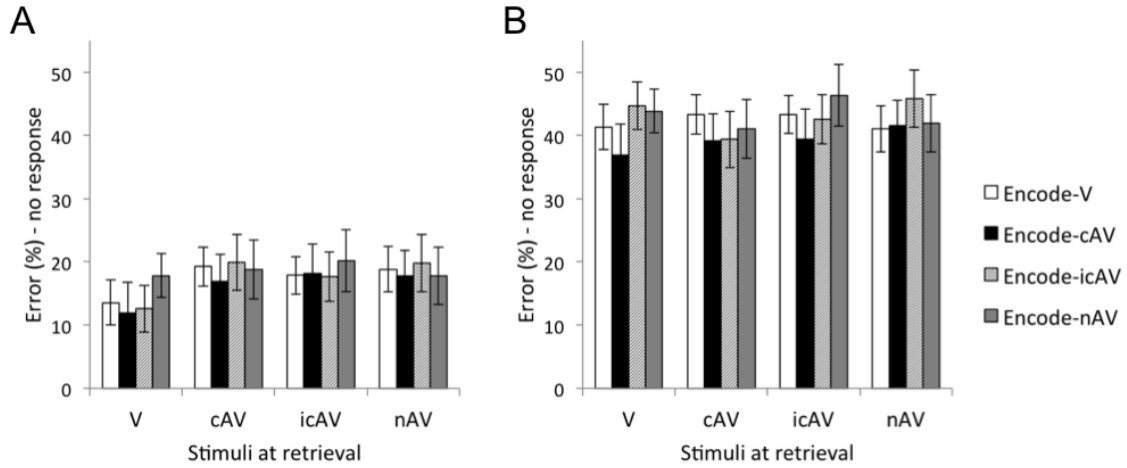 A
Error (%) - no response
50
40
30
20
10
0
V cAV icAV nAV
Stimuli at retrieval
B
Error (%) - no response
50
40
30
20
10
0
V cAV icAV nAV
Stimuli at retrieval
Encode-V
Encode-cAV
Encode-icAV
Encode-nAV